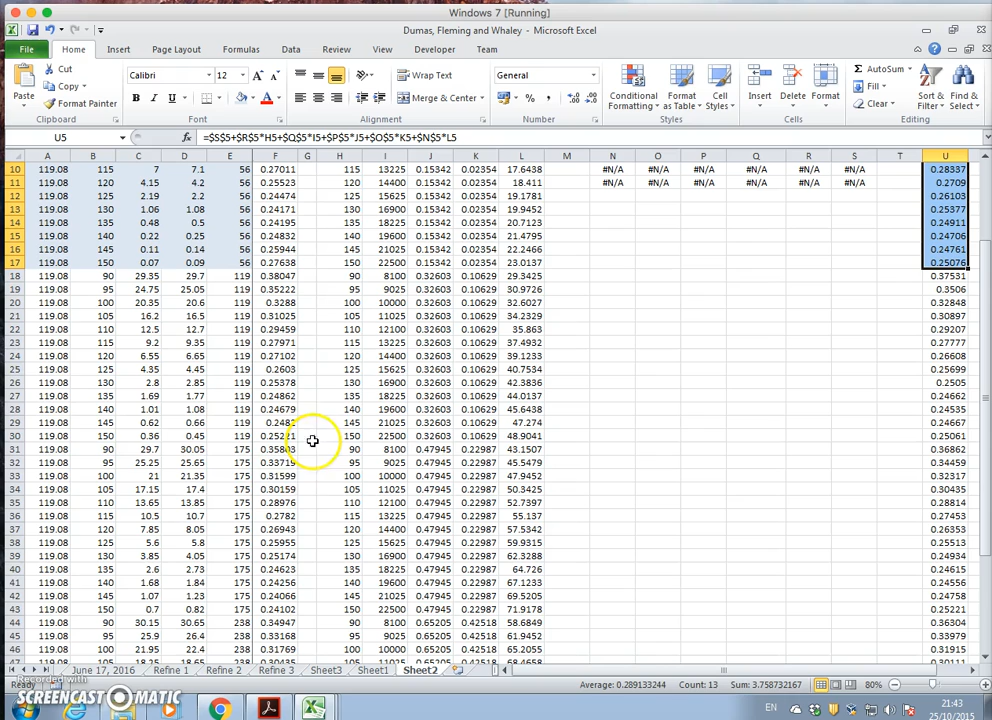 Windows 7 [Running]
Dumas, Fleming and Whaley - Microsoft Excel
File Home Insert Page Layout Formulas Data Review View Developer Team
Cut Calibri 12 Wrap Text General AutoSum
Copy Fill
Paste Format Painter Merge & Center Conditional Formatting Format as Table Cell Styles Insert Delete Format Clear Sort & Filter Find & Select
Clipboard Font Alignment Number Styles Cells Editing
U5 =$S$5+$R$5*H5+$Q$5*I5+$P$5*J5+$O$5*K5+$N$5*L5
A B C D E F G H I J K L M N O P Q R S T U
10 119.08 115 7 7.1 56 0.27011 115 13225 0.15342 0.02354 17.6438 #N/A #N/A #N/A #N/A #N/A #N/A 0.28337
11 119.08 120 4.15 4.2 56 0.25523 120 14400 0.15342 0.02354 18.411 #N/A #N/A #N/A #N/A #N/A #N/A 0.2709
12 119.08 125 2.19 2.2 56 0.24474 125 15625 0.15342 0.02354 19.1781 0.26103
13 119.08 130 1.06 1.08 56 0.24191 130 16900 0.15342 0.02354 19.9452 0.25377
14 119.08 135 0.48 0.5 56 0.24195 135 18225 0.15342 0.02354 20.7123 0.24911
15 119.08 140 0.22 0.25 56 0.24832 140 19600 0.15342 0.02354 21.4795 0.24706
16 119.08 145 0.11 0.14 56 0.25944 145 21025 0.15342 0.02354 22.2466 0.24761
17 119.08 150 0.07 0.09 56 0.27638 150 22500 0.15342 0.02354 23.0137 0.25076
18 119.08 90 29.35 29.7 119 0.38047 90 8100 0.32603 0.10629 29.3425 0.37531
19 119.08 95 24.75 25.05 119 0.35115 95 9025 0.32603 0.10629 30.9726 0.3506
20 119.08 100 20.35 20.6 119 0.3288 100 10000 0.32603 0.10629 32.6027 0.32848
21 119.08 105 16.2 16.5 119 0.31025 105 11025 0.32603 0.10629 34.2329 0.30897
22 119.08 110 12.5 12.7 119 0.29459 110 12100 0.32603 0.10629 35.863 0.29207
23 119.08 115 9.2 9.35 119 0.27971 115 13225 0.32603 0.10629 37.4932 0.27777
24 119.08 120 6.55 6.65 119 0.27102 120 14400 0.32603 0.10629 39.1233 0.26608
25 119.08 125 4.35 4.45 119 0.2603 125 15625 0.32603 0.10629 40.7534 0.25699
26 119.08 130 2.8 2.85 119 0.25378 130 16900 0.32603 0.10629 42.3836 0.2505
27 119.08 135 1.69 1.77 119 0.24862 135 18225 0.32603 0.10629 44.0137 0.24662
28 119.08 140 1.01 1.08 119 0.24679 140 19600 0.32603 0.10629 45.6438 0.24535
29 119.08 145 0.62 0.66 119 145 21025 0.32603 0.10629 47.274 0.24667
30 119.08 150 0.36 0.45 119 0.25221 150 22500 0.32603 0.10629 48.9041 0.25061
31 119.08 90 29.7 30.05 175 0.35803 90 8100 0.47945 0.22987 43.1507 0.36862
32 119.08 95 25.25 25.65 175 0.33719 95 9025 0.47945 0.22987 45.5479 0.34459
33 119.08 100 21 21.35 175 0.31599 100 10000 0.47945 0.22987 47.9452 0.32317
34 119.08 105 17.15 17.4 175 0.30159 105 11025 0.47945 0.22987 50.3425 0.30435
35 119.08 110 13.65 13.85 175 0.28976 110 12100 0.47945 0.22987 52.7397 0.28814
36 119.08 115 10.5 10.7 175 0.2782 115 13225 0.47945 0.22987 55.137 0.27453
37 119.08 120 7.85 8.05 175 0.26943 120 14400 0.47945 0.22987 57.5342 0.26353
38 119.08 125 5.6 5.8 175 0.25955 125 15625 0.47945 0.22987 59.9315 0.25513
39 119.08 130 3.85 4.05 175 0.25174 130 16900 0.47945 0.22987 62.3288 0.24934
40 119.08 135 2.6 2.73 175 0.24623 135 18225 0.47945 0.22987 64.726 0.24615
41 119.08 140 1.68 1.84 175 0.24256 140 19600 0.47945 0.22987 67.1233 0.24556
42 119.08 145 1.07 1.23 175 0.24066 145 21025 0.47945 0.22987 69.5205 0.24758
43 119.08 150 0.7 0.82 175 0.24102 150 22500 0.47945 0.22987 71.9178 0.25221
44 119.08 90 30.15 30.65 238 0.34947 90 8100 0.65205 0.42518 58.6849 0.36304
45 119.08 95 25.9 26.4 238 0.33168 95 9025 0.65205 0.42518 61.9452 0.33979
46 119.08 100 21.95 22.4 238 0.31769 100 10000 0.65205 0.42518 65.2055 0.31915
47 119.08 105 18.25 18.6 238 0.30435 105 11025 0.65205 0.42518 68.4658 0.30111
June 17, 2016 Refine 1 Refine 2 Refine 3 Sheet3 Sheet1 Sheet2
Ready Average: 0.289133244 Count: 13 Sum: 3.758732167 80%
RECORDED WITH
SCREENCAST MATIC
EN 21:43
25/10/2015